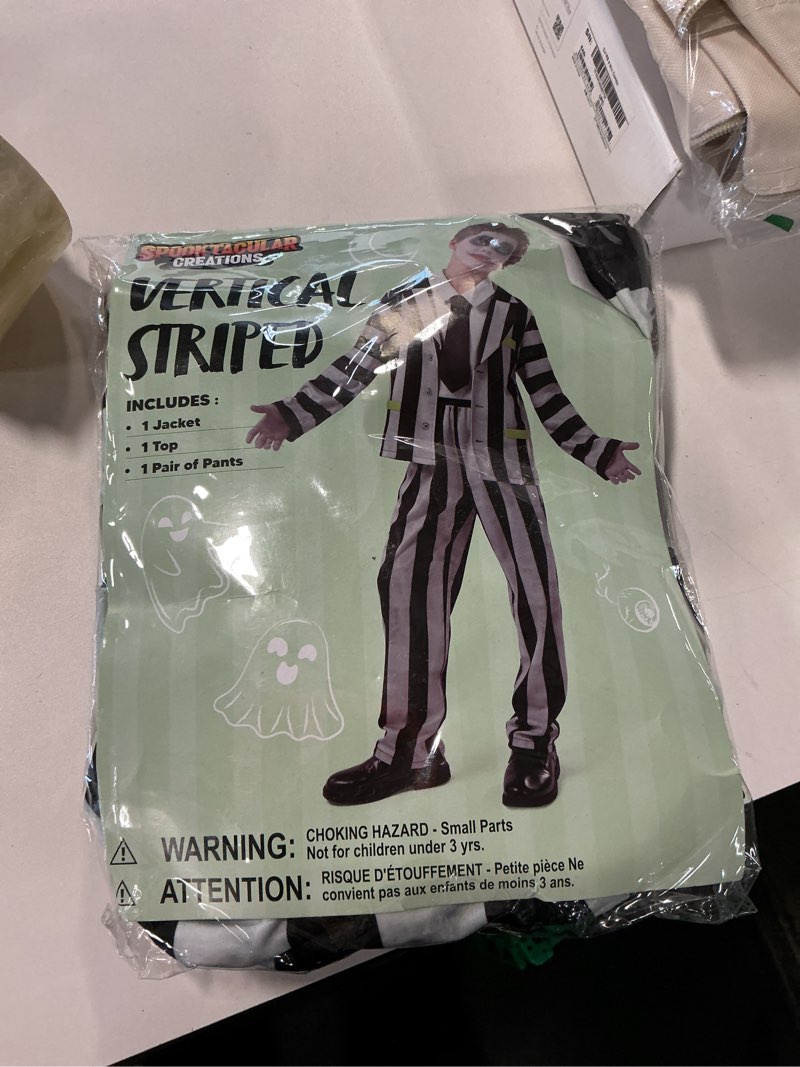 SPOOKTACULAR
CREATIONS
VERTICAL
STRIPED
INCLUDES :
• 1 Jacket
• 1 Top
• 1 Pair of Pants
WARNING: CHOKING HAZARD - Small Parts
Not for children under 3 yrs.
ATTENTION: RISQUE D'ÉTOUFFEMENT - Petite pièce Ne
convient pas aux enfants de moins 3 ans.